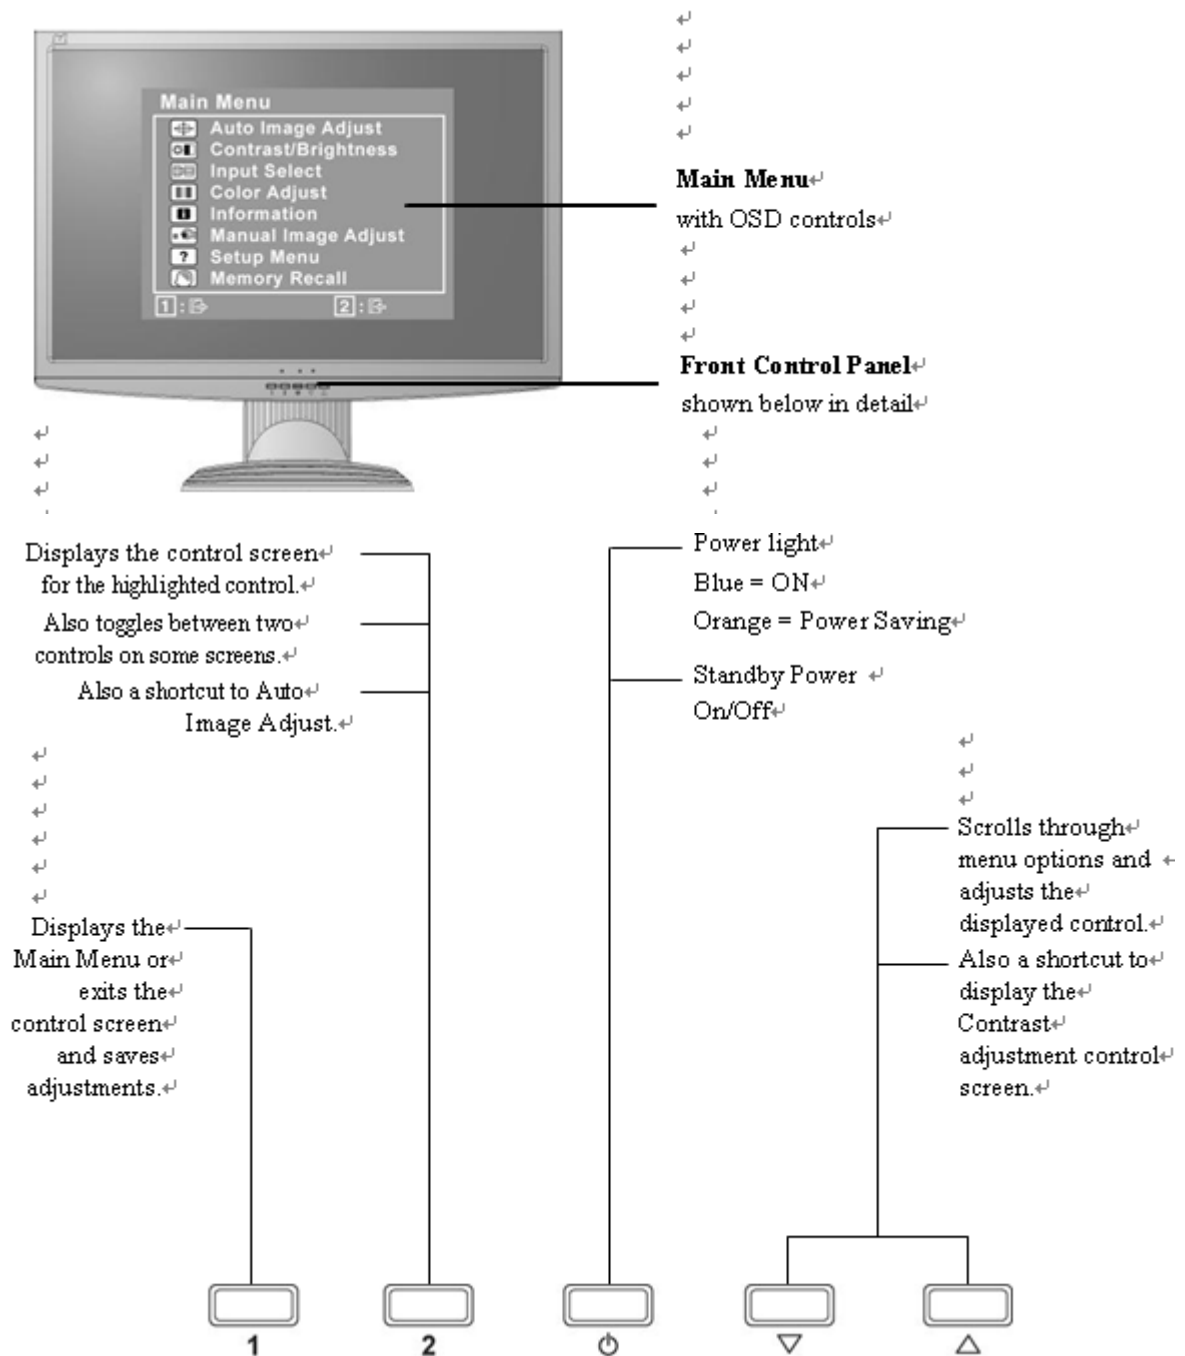 Main Menu
Auto Image Adjust
Contrast/Brightness
Input Select
Color Adjust
Information
Manual Image Adjust
Setup Menu
Memory Recall
1 :
2 :
Main Menu
with OSD controls
Front Control Panel
shown below in detail
Displays the control screen
for the highlighted control.
Also toggles between two
controls on some screens.
Also a shortcut to Auto
Image Adjust.
Power light
Blue = ON
Orange = Power Saving
Standby Power
On/Off
Displays the
Main Menu or
exits the
control screen
and saves
adjustments.
Scrolls through
menu options and
adjusts the
displayed control.
Also a shortcut to
display the
Contrast
adjustment control
screen.
1
2